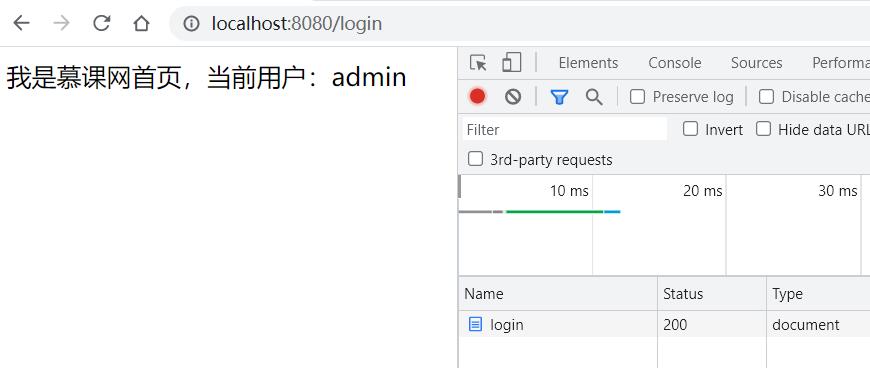 localhost:8080/login
我是慕课网首页，当前用户：admin
Elements Console Sources Performa
Preserve log Disable cache
Filter Invert Hide data URL
3rd-party requests
10 ms 20 ms 30 ms
Name Status Type
login 200 document